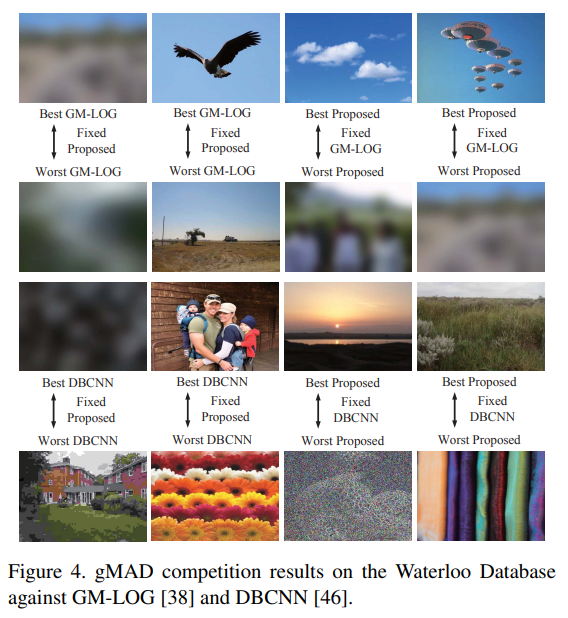 Best GM-LOG Best GM-LOG Best Proposed Best Proposed
Fixed Fixed Fixed Fixed
Proposed Proposed GM-LOG GM-LOG
Worst GM-LOG Worst GM-LOG Worst Proposed Worst Proposed
Best DBCNN Best DBCNN Best Proposed Best Proposed
Fixed Fixed Fixed Fixed
Proposed Proposed DBCNN DBCNN
Worst DBCNN Worst DBCNN Worst Proposed Worst Proposed
Figure 4. gMAD competition results on the Waterloo Database
against GM-LOG [38] and DBCNN [46].